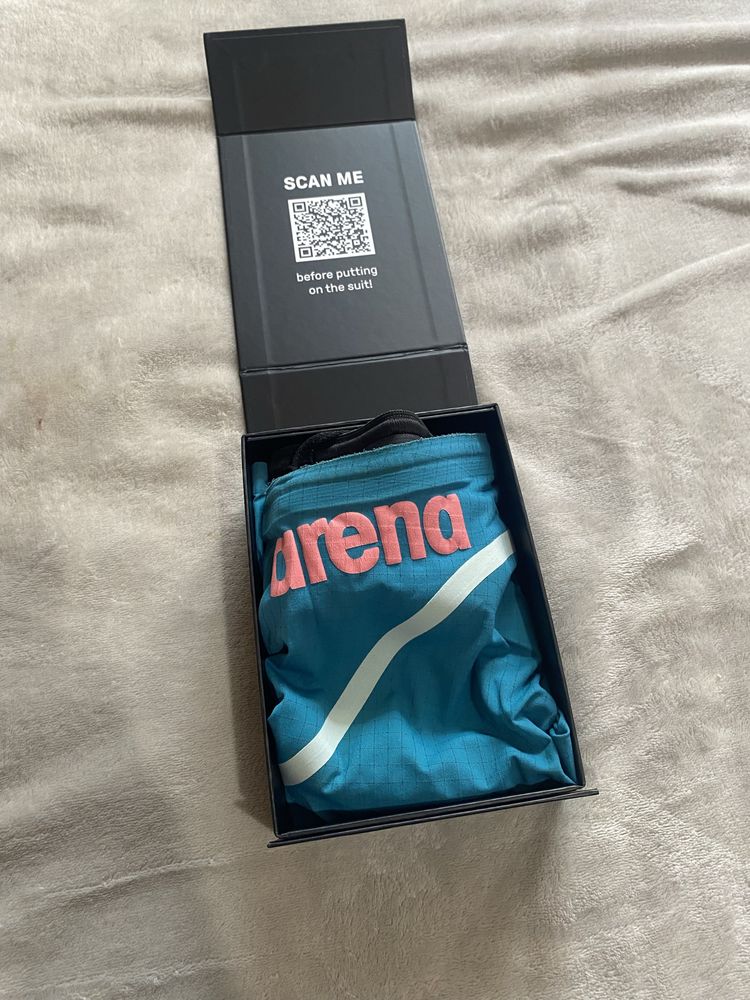 SCAN ME
before putting
on the suit!
arena